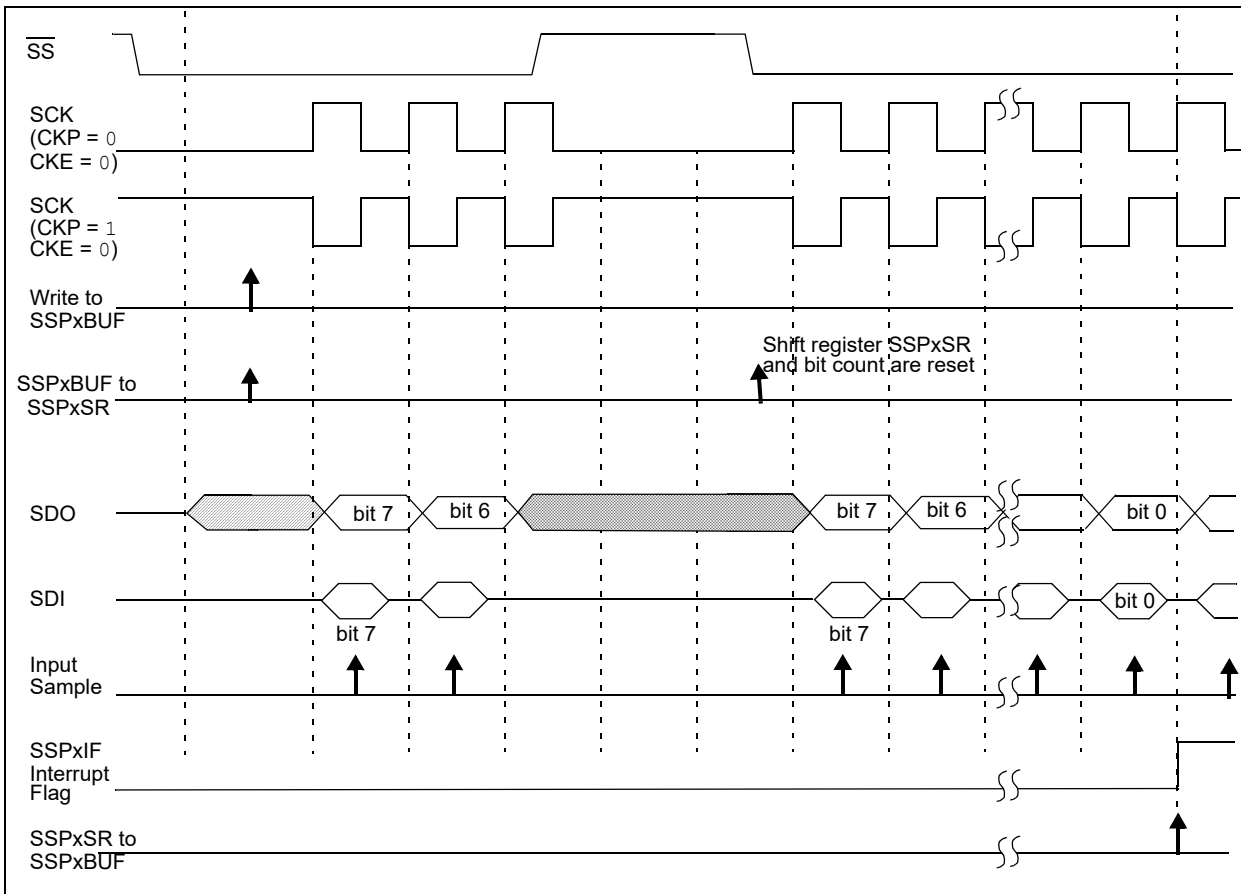 SS
SCK
(CKP = 0
CKE = 0)
SCK
(CKP = 1
CKE = 0)
Write to
SSPxBUF
Shift register SSPxSR
and bit count are reset
SSPxBUF to
SSPxSR
SDO
bit 7
bit 6
bit 7
bit 6
bit 0
SDI
bit 0
bit 7
bit 7
Input
Sample
SSPxIF
Interrupt
Flag
SSPxSR to
SSPxBUF